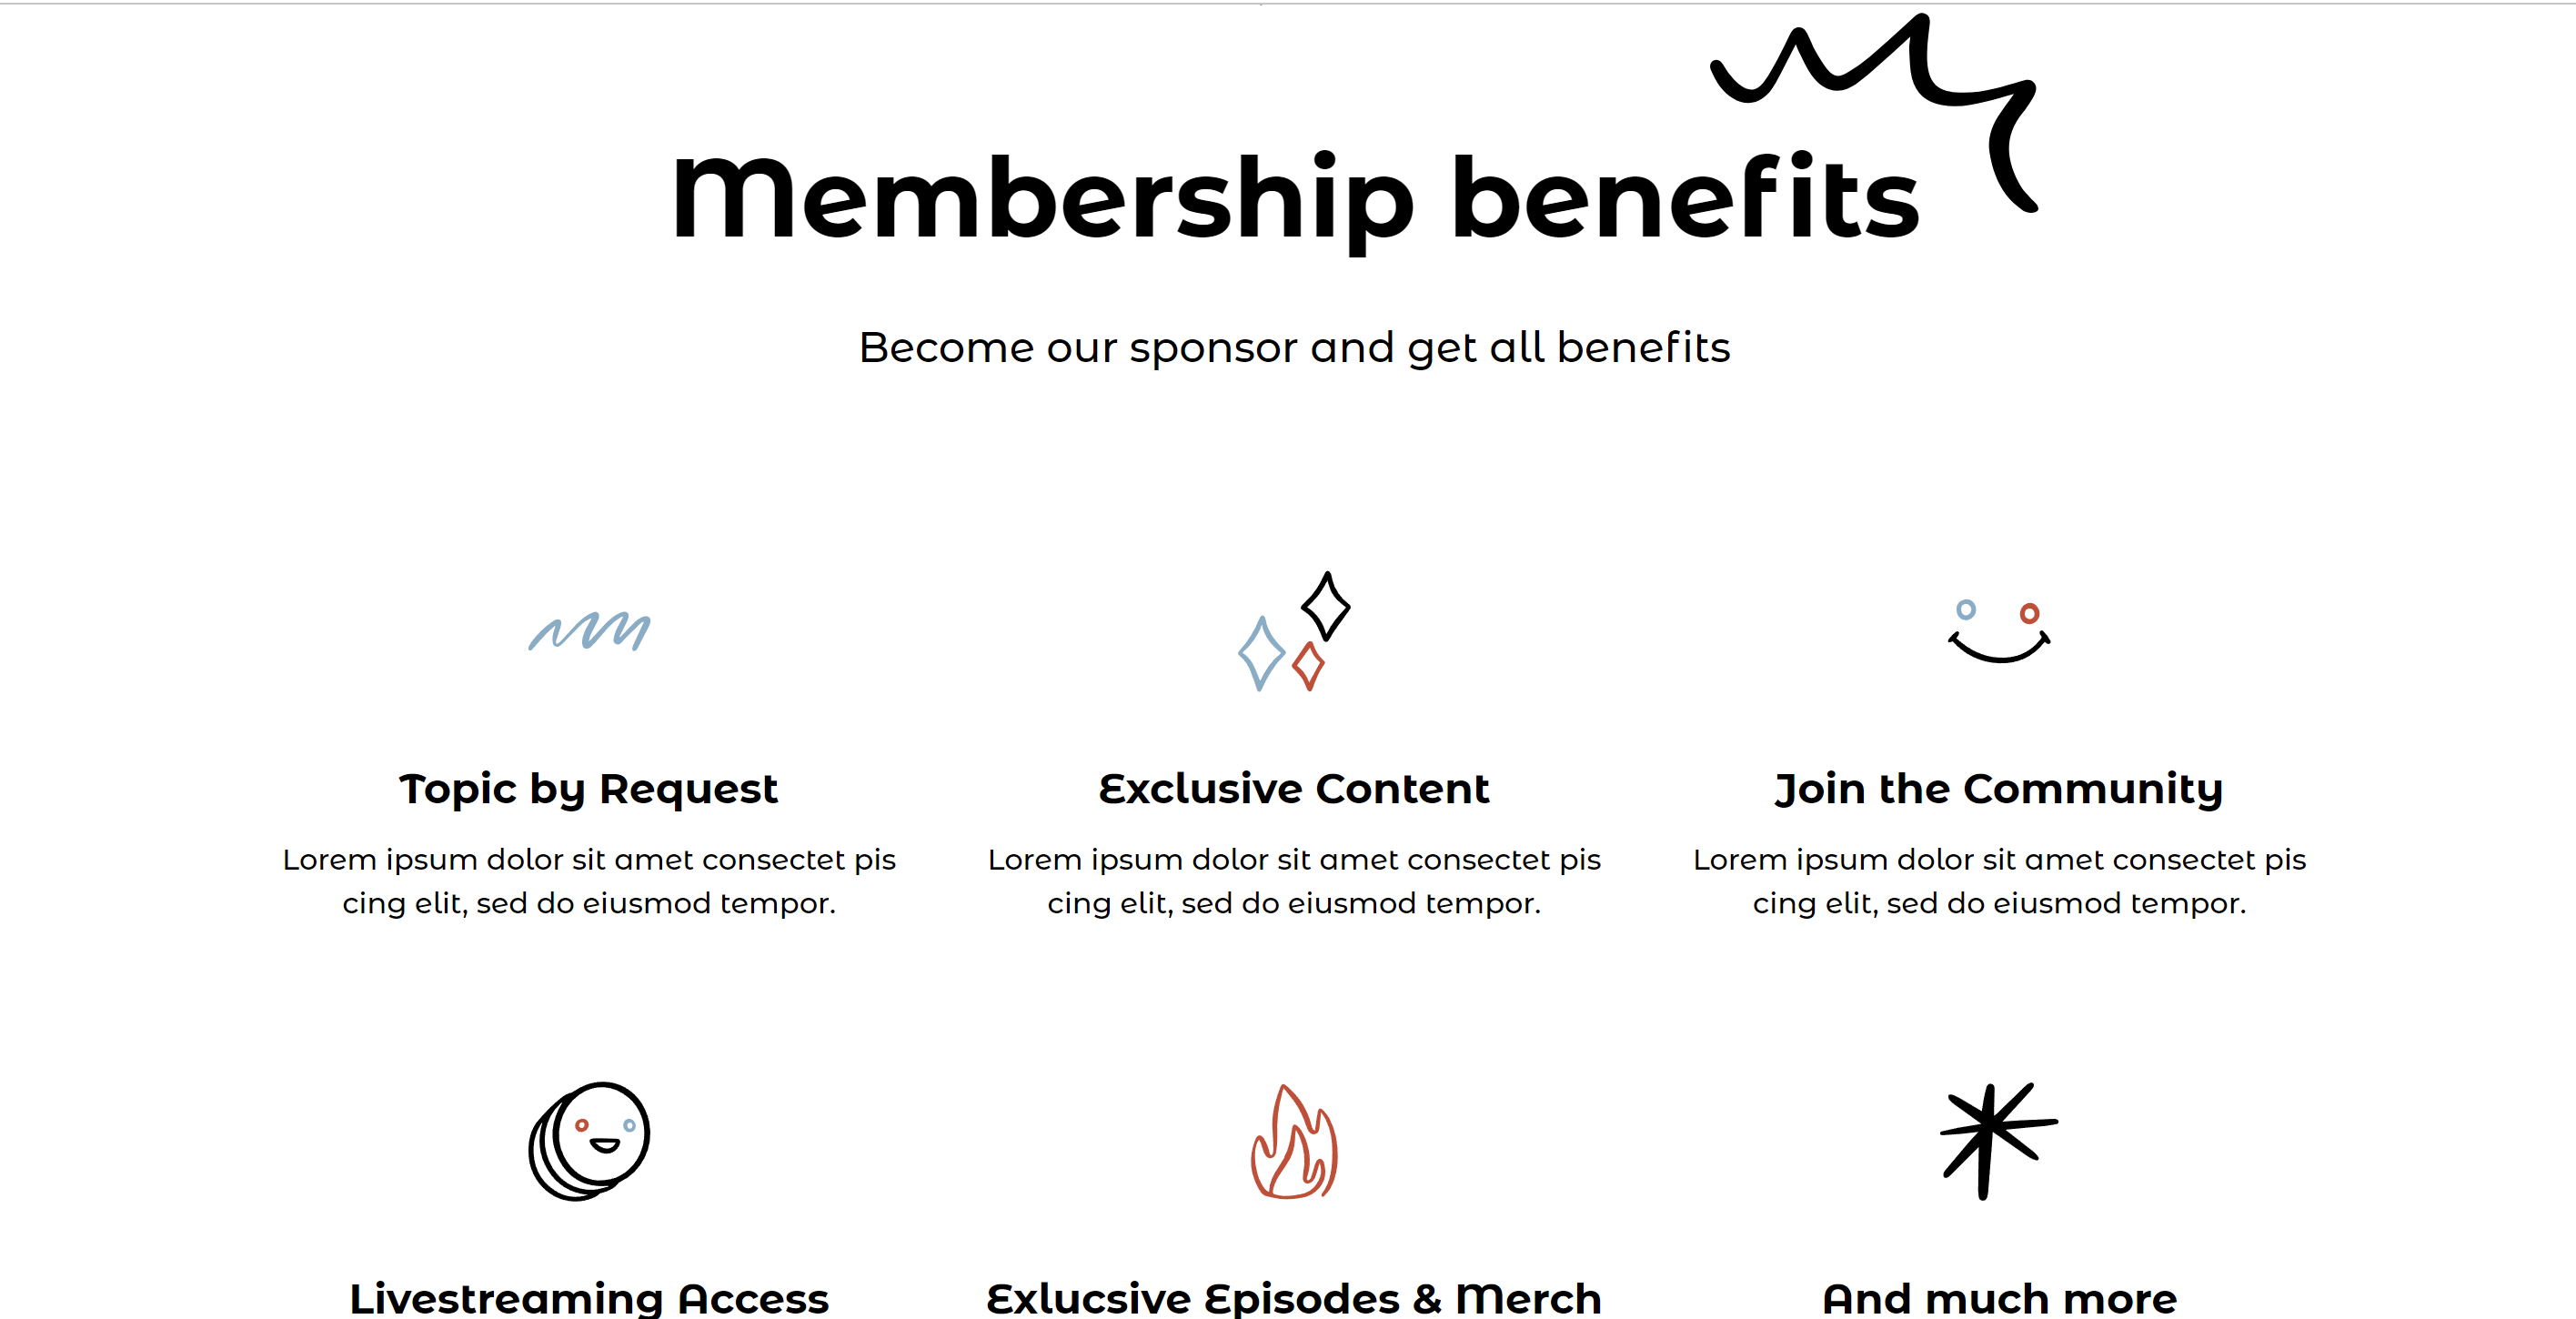 Membership benefits
Become our sponsor and get all benefits
Topic by Request
Lorem ipsum dolor sit amet consectet pis
cing elit, sed do eiusmod tempor.
Exclusive Content
Lorem ipsum dolor sit amet consectet pis
cing elit, sed do eiusmod tempor.
Join the Community
Lorem ipsum dolor sit amet consectet pis
cing elit, sed do eiusmod tempor.
Livestreaming Access
Exlucsive Episodes & Merch
And much more